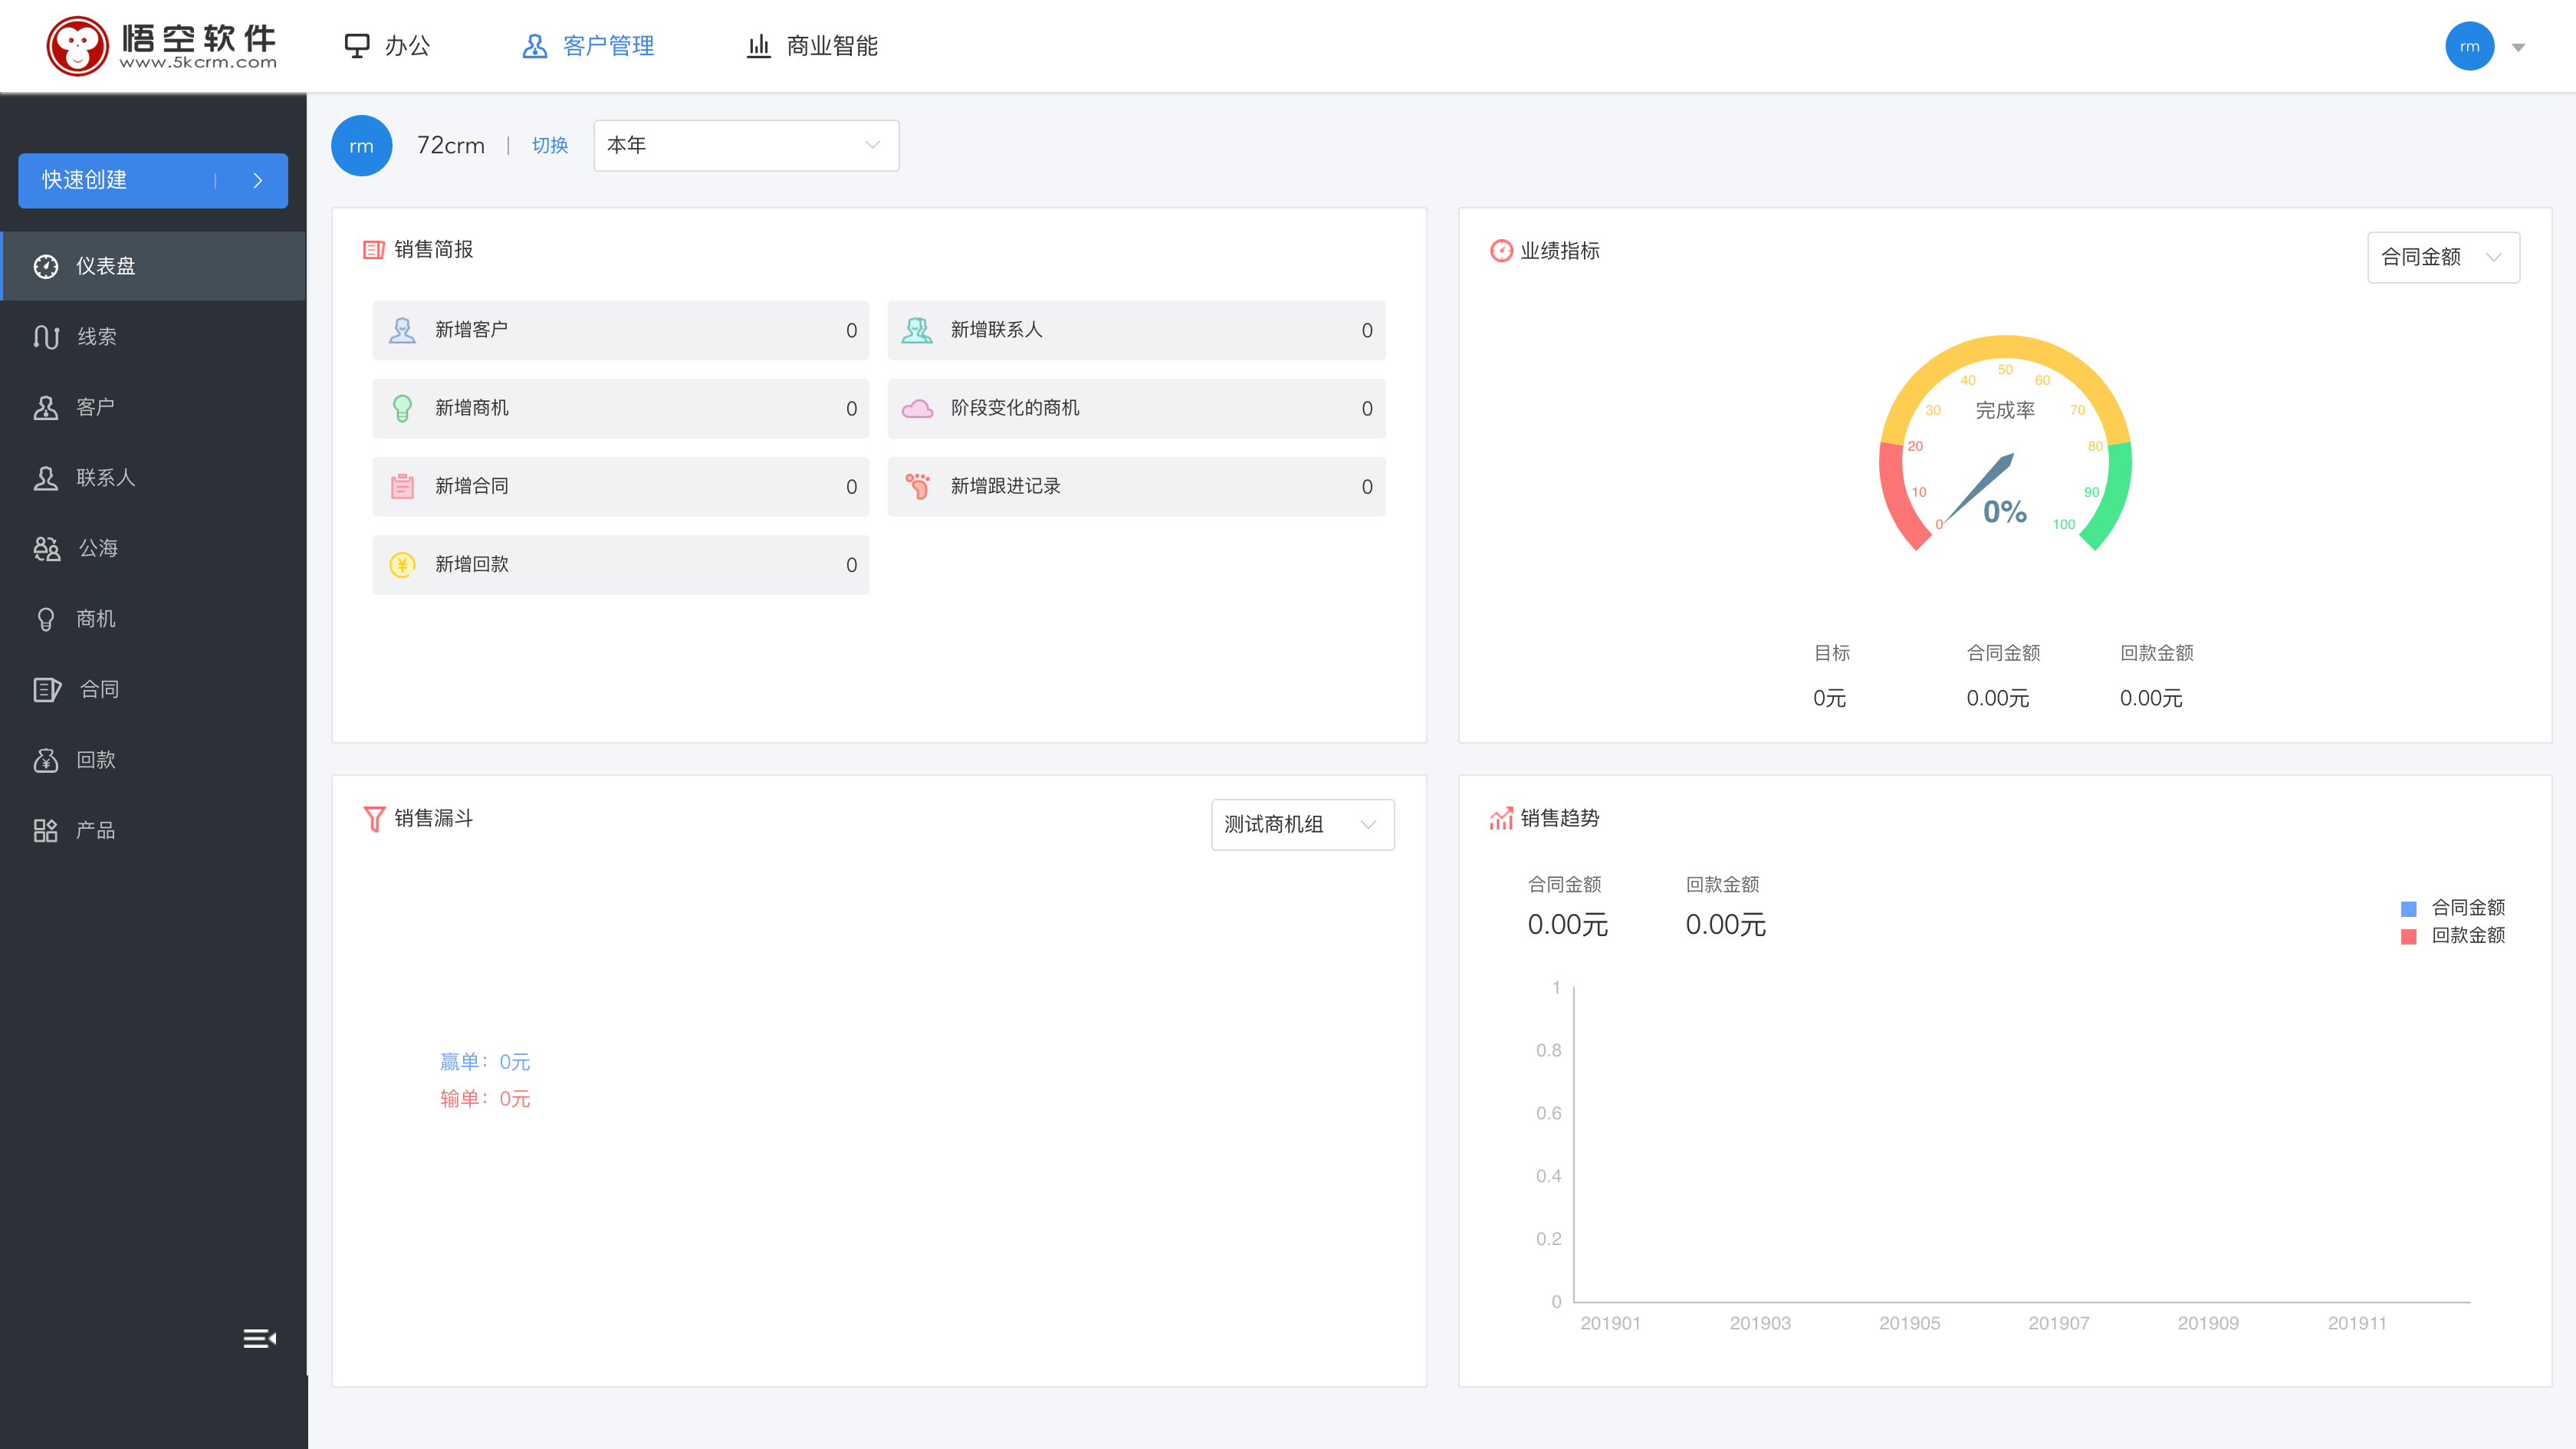 悟空软件
www.5kcrm.com
办公
客户管理
商业智能
rm
快速创建
仪表盘
线索
客户
联系人
公海
商机
合同
回款
产品
rm
72crm
切换
本年
销售简报
新增客户 0
新增联系人 0
新增商机 0
阶段变化的商机 0
新增合同 0
新增跟进记录 0
新增回款 0
业绩指标
合同金额
0
10
20
30
40
50
60
70
80
90
100
完成率
0%
目标 合同金额 回款金额
0元 0.00元 0.00元
销售漏斗
测试商机组
赢单：0元
输单：0元
销售趋势
合同金额 回款金额
0.00元 0.00元
合同金额
回款金额
1
0.8
0.6
0.4
0.2
0
201901 201903 201905 201907 201909 201911